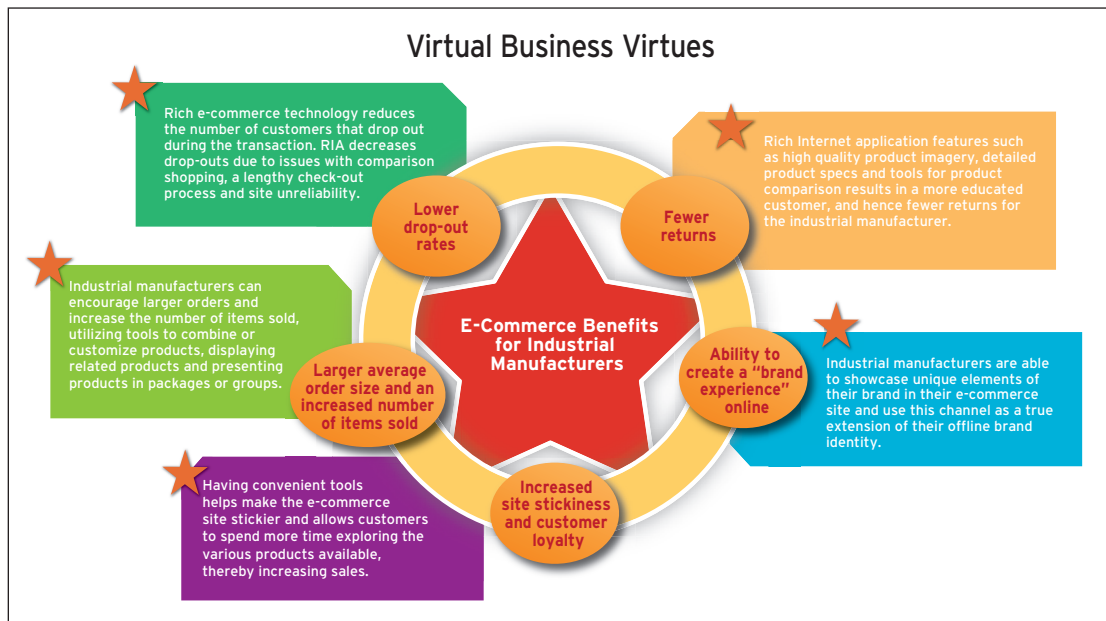 Virtual Business Virtues
Rich e-commerce technology reduces
the number of customers that drop out
during the transaction. RIA decreases
drop-outs due to issues with comparison
shopping, a lengthy check-out
process and site unreliability.
Lower
drop-out
rates
Rich Internet application features such
as high quality product imagery, detailed
product specs and tools for product
comparison results in a more educated
customer, and hence fewer returns for
the industrial manufacturer.
Fewer
returns
Industrial manufacturers can
encourage larger orders and
increase the number of items sold,
utilizing tools to combine or
customize products, displaying
related products and presenting
products in packages or groups.
Larger average
order size and an
increased number
of items sold
E-Commerce Benefits
for Industrial
Manufacturers
Ability to
create a “brand
experience”
online
Industrial manufacturers are able
to showcase unique elements of
their brand in their e-commerce
site and use this channel as a true
extension of their offline brand
identity.
Having convenient tools
helps make the e-commerce
site stickier and allows customers
to spend more time exploring the
various products available,
thereby increasing sales.
Increased
site stickiness
and customer
loyalty